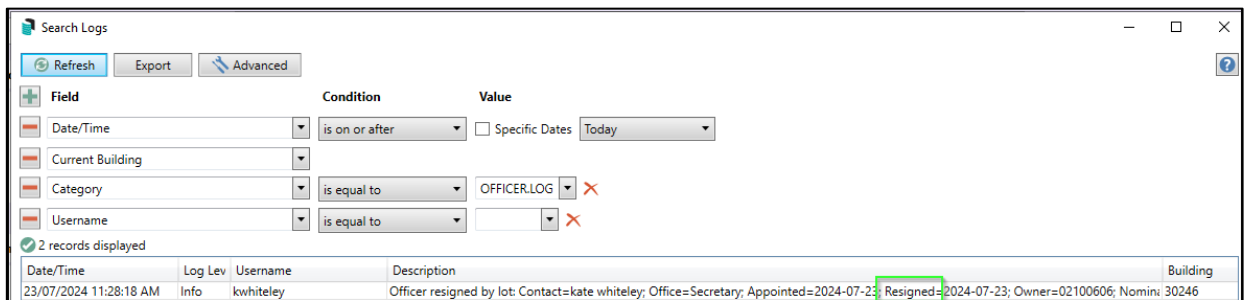 Search Logs
Refresh Export Advanced
Field Condition Value
Date/Time is on or after Specific Dates Today
Current Building
Category is equal to OFFICER.LOG
Username is equal to
2 records displayed
Date/Time Log Lev Username Description Building
23/07/2024 11:28:18 AM Info kwhiteley Officer resigned by lot: Contact=kate whiteley; Office=Secretary; Appointed=2024-07-23; Resigned=2024-07-23; Owner=02100606; Nomina 30246